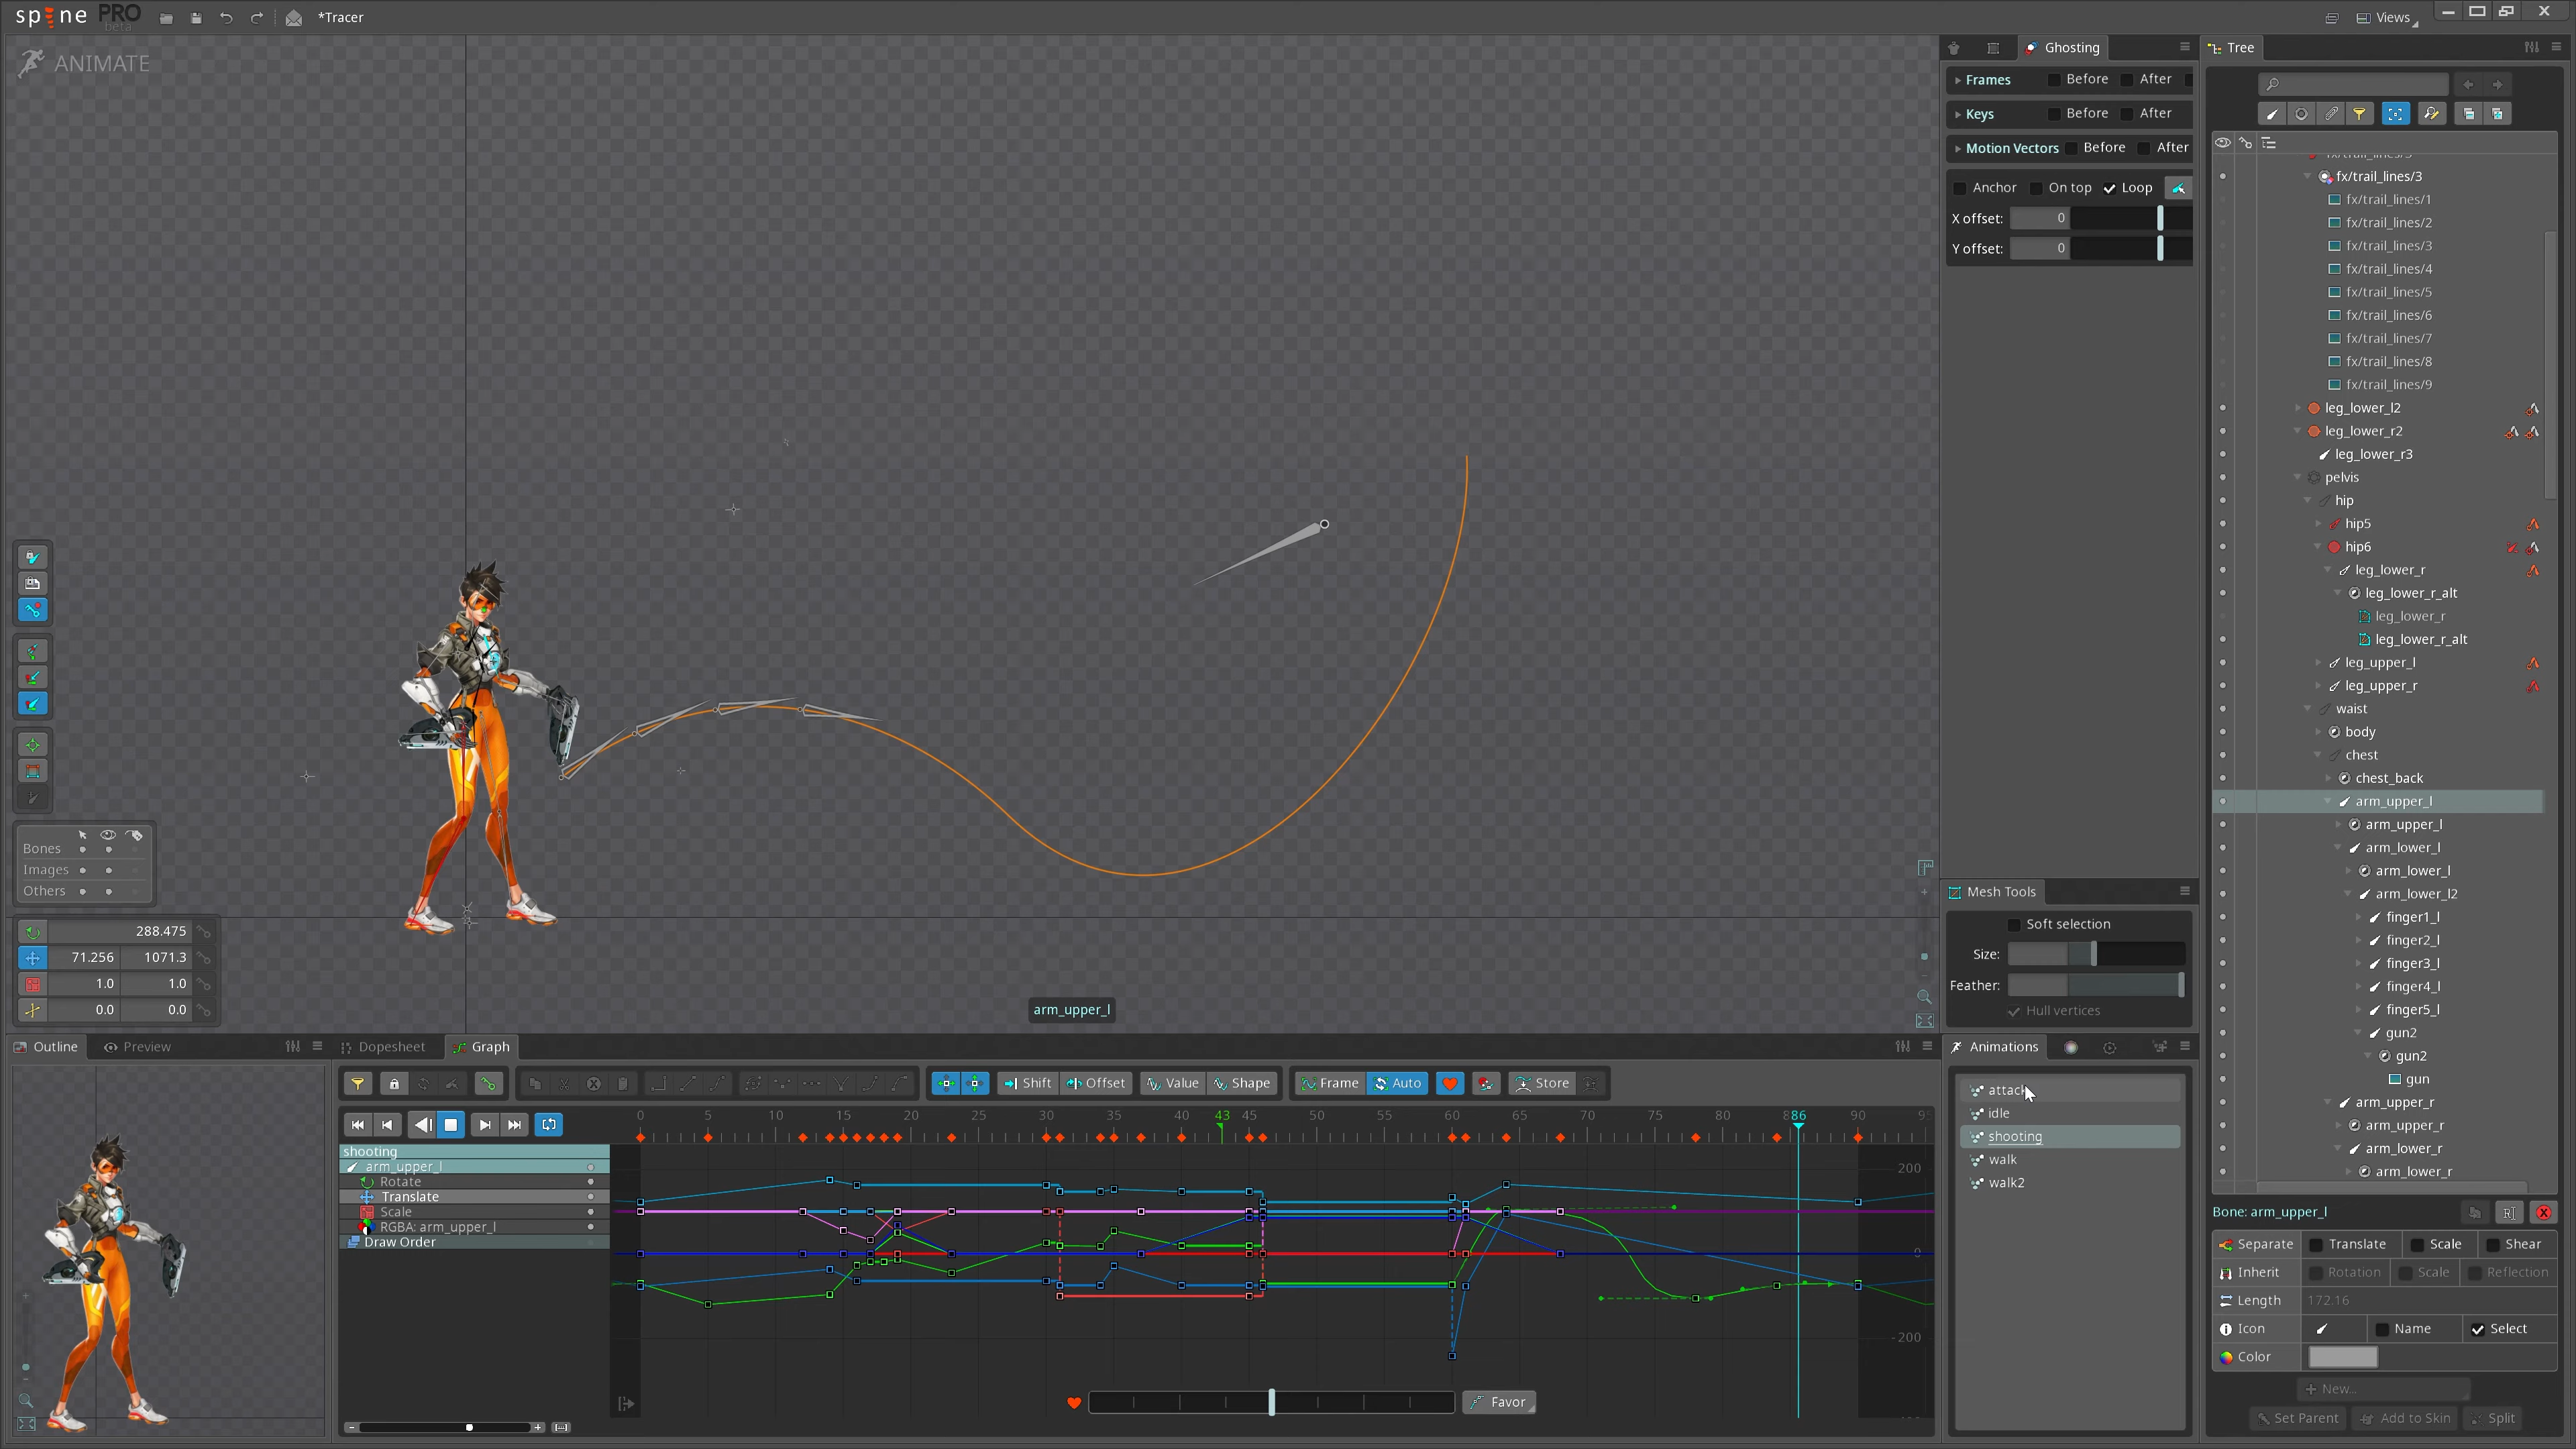 spine PRO beta
*Tracer
Views
ANIMATE
Ghosting
Frames Before After
Keys Before After
Motion Vectors Before After
Anchor On top Loop
X offset: 0
Y offset: 0
Tree
fx/trail_lines/3
fx/trail_lines/1
fx/trail_lines/2
fx/trail_lines/3
fx/trail_lines/4
fx/trail_lines/5
fx/trail_lines/6
fx/trail_lines/7
fx/trail_lines/8
fx/trail_lines/9
leg_lower_l2
leg_lower_r2
leg_lower_r3
pelvis
hip
hip5
hip6
leg_lower_r
leg_lower_r_alt
leg_lower_r
leg_lower_r_alt
leg_upper_l
leg_upper_r
waist
body
chest
chest_back
arm_upper_l
arm_upper_l
arm_lower_l
arm_lower_l
arm_lower_l2
finger1_l
finger2_l
finger3_l
finger4_l
finger5_l
gun2
gun2
gun
arm_upper_r
arm_upper_r
arm_lower_r
arm_lower_r
Bones
Images
Others
288.475
71.256 1071.3
1.0 1.0
0.0 0.0
arm_upper_l
Mesh Tools
Soft selection
Size:
Feather:
Hull vertices
Outline Preview
Dopesheet Graph
Shift Offset Value Shape Frame Auto Store
0 5 10 15 20 25 30 35 40 43 45 50 55 60 65 70 75 80 86 90
shooting
arm_upper_l
Rotate
Translate
Scale
RGBA: arm_upper_l
Draw Order
200
0
-200
Favor
Animations
attack
idle
shooting
walk
walk2
Bone: arm_upper_l
Separate Translate Scale Shear
Inherit Rotation Scale Reflection
Length 172.16
Icon Name Select
Color
New...
Set Parent Add to Skin Split